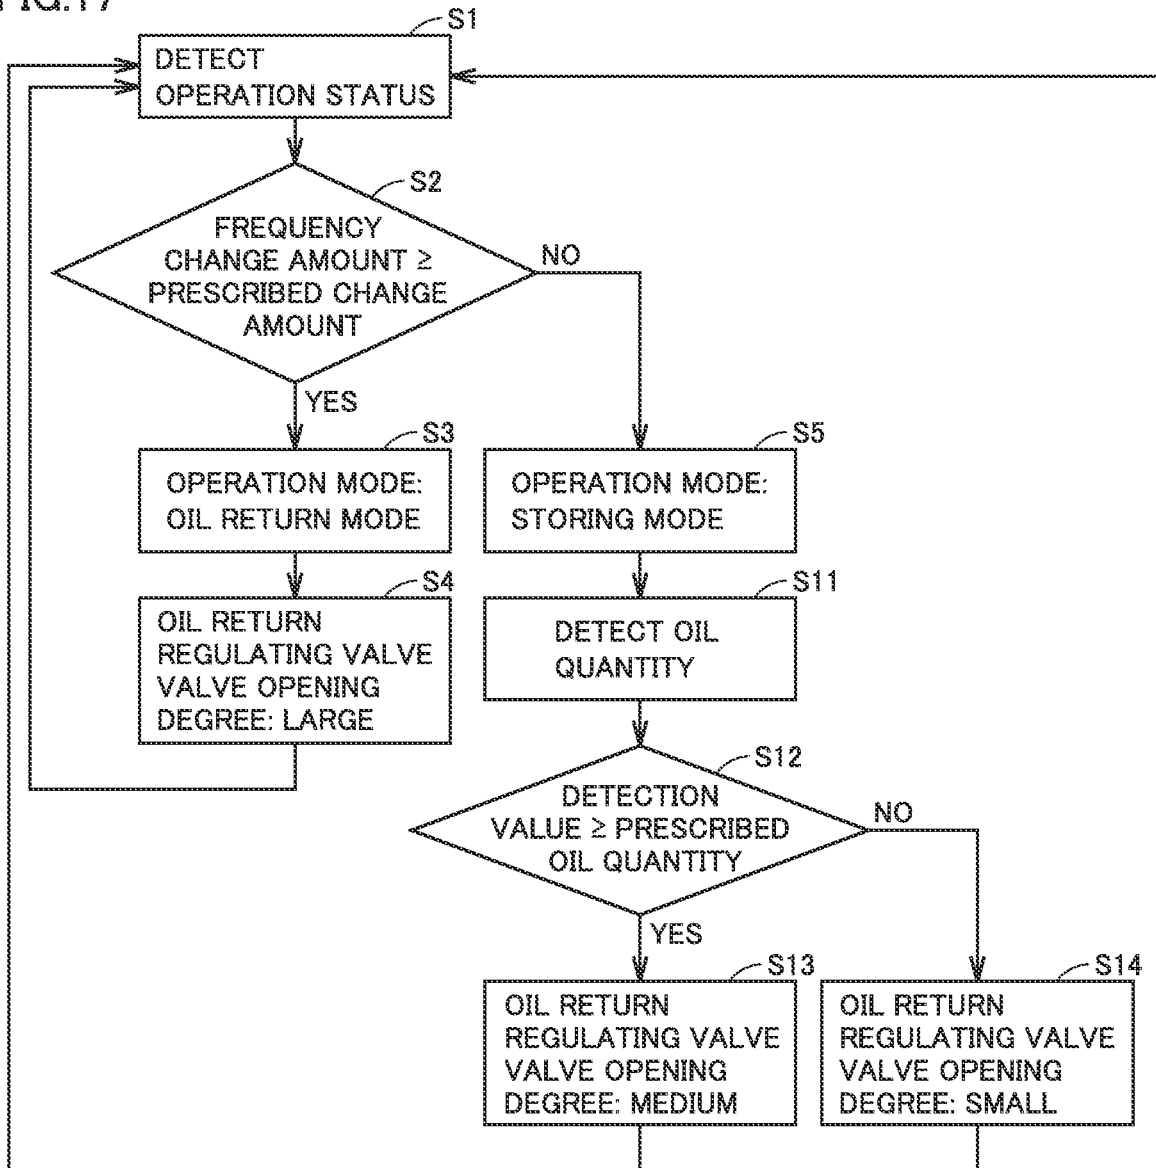 FIG.17
S1
DETECT
OPERATION STATUS
S2
FREQUENCY
CHANGE AMOUNT ≥
PRESCRIBED CHANGE
AMOUNT
NO
YES
S3
OPERATION MODE:
OIL RETURN MODE
S5
OPERATION MODE:
STORING MODE
S4
OIL RETURN
REGULATING VALVE
VALVE OPENING
DEGREE: LARGE
S11
DETECT OIL
QUANTITY
S12
DETECTION
VALUE ≥ PRESCRIBED
OIL QUANTITY
NO
YES
S13
OIL RETURN
REGULATING VALVE
VALVE OPENING
DEGREE: MEDIUM
S14
OIL RETURN
REGULATING VALVE
VALVE OPENING
DEGREE: SMALL